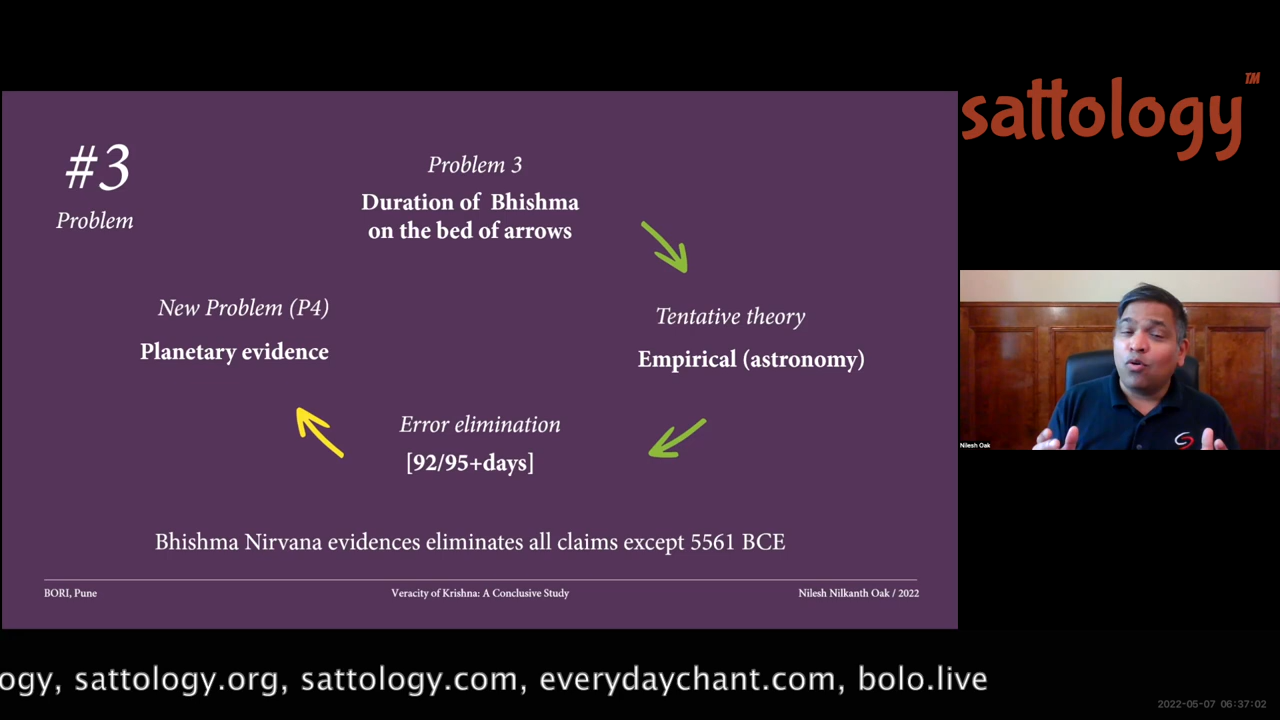 sattology™
#3
Problem
Problem 3
Duration of Bhishma
on the bed of arrows
New Problem (P4)
Planetary evidence
Tentative theory
Empirical (astronomy)
Error elimination
[92/95+days]
Bhishma Nirvana evidences eliminates all claims except 5561 BCE
BORI, Pune
Veracity of Krishna: A Conclusive Study
Nilesh Nilkanth Oak / 2022
Nilesh Oak
ogy, sattology.org, sattology.com, everydaychant.com, bolo.live
2022-05-07 06:37:02